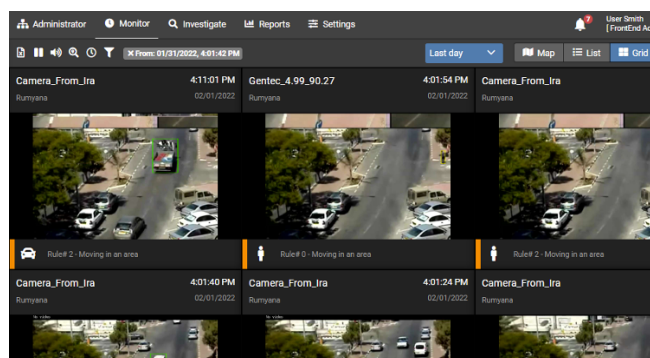 Administrator Monitor Investigate Reports Settings 7 User Smith
[ FrontEnd Ac
× From: 01/31/2022, 4:01:42 PM Last day Map List Grid
Camera_From_Ira 4:11:01 PM Gentec_4.99_90.27 4:01:54 PM Camera_From_Ira
Rumyana 02/01/2022 Rumyana 02/01/2022 Rumyana
Rule# 2 - Moving in an area Rule# 0 - Moving in an area Rule# 2 - Moving in an area
Camera_From_Ira 4:01:40 PM Camera_From_Ira 4:01:24 PM Camera_From_Ira
Rumyana 02/01/2022 Rumyana 02/01/2022 Rumyana